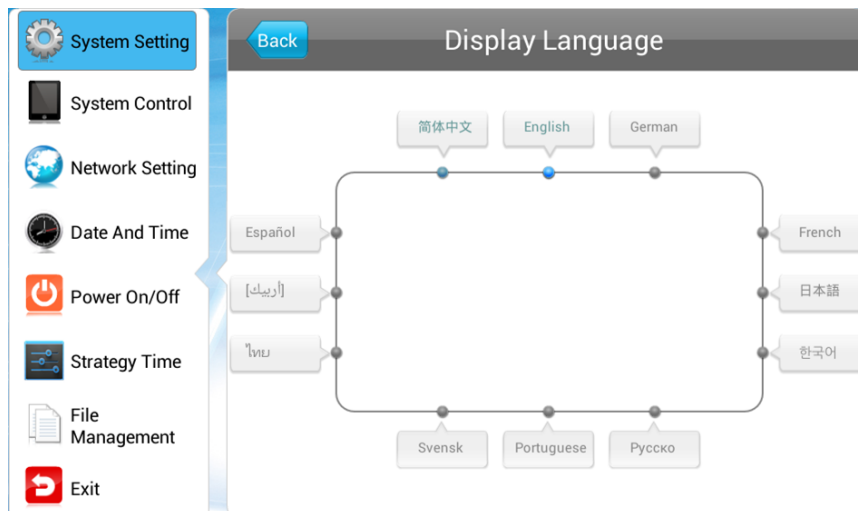 System Setting
System Control
Network Setting
Date And Time
Power On/Off
Strategy Time
File
Management
Exit
Back
Display Language
简体中文
English
German
Español
French
[أربيك]
日本語
ไทย
한국어
Svensk
Portuguese
Русско